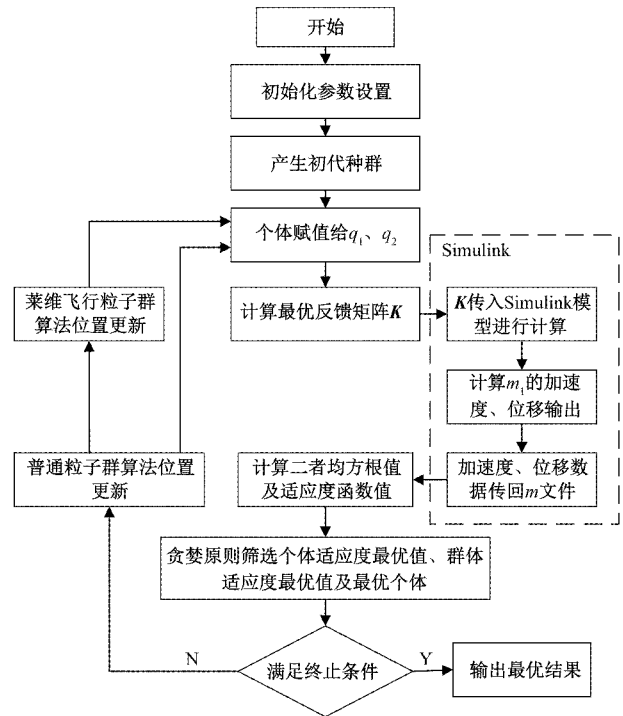 开始
初始化参数设置
产生初代种群
个体赋值给q₁、q₂
Simulink
莱维飞行粒子群
算法位置更新
计算最优反馈矩阵K
K传入Simulink模
型进行计算
计算m₁的加速
度、位移输出
普通粒子群算法位置
更新
计算二者均方根值
及适应度函数值
加速度、位移数
据传回m文件
贪婪原则筛选个体适应度最优值、群体
适应度最优值及最优个体
N
满足终止条件
Y
输出最优结果